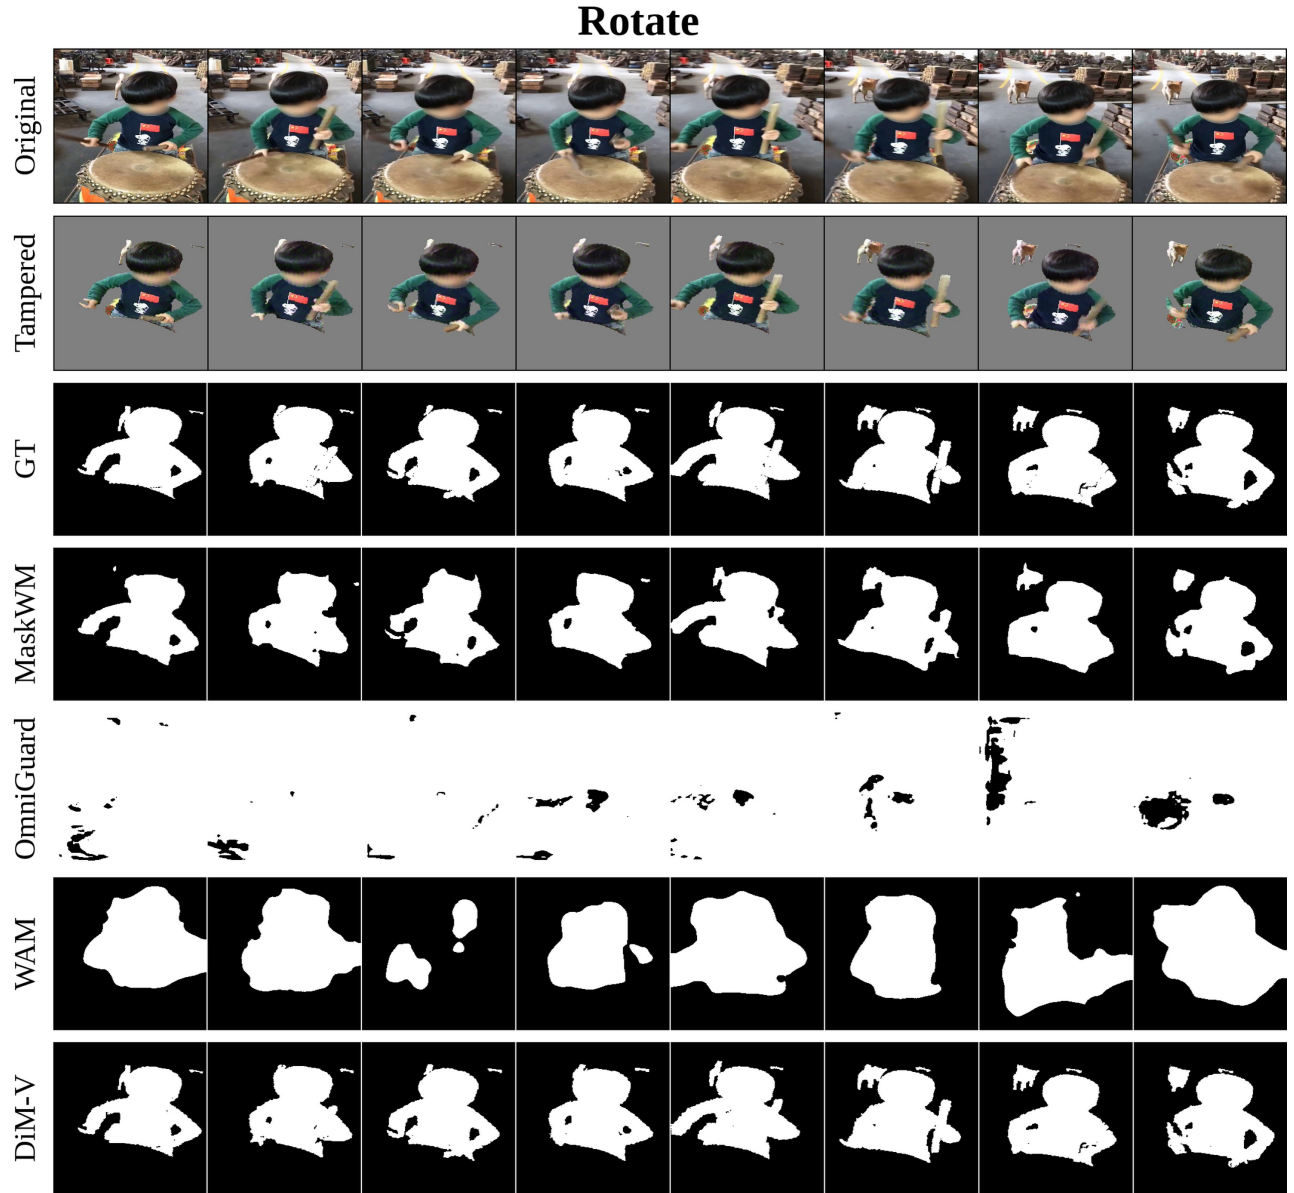 Rotate
Original
Tampered
GT
MaskWM
OmniGuard
WAM
DiM-V